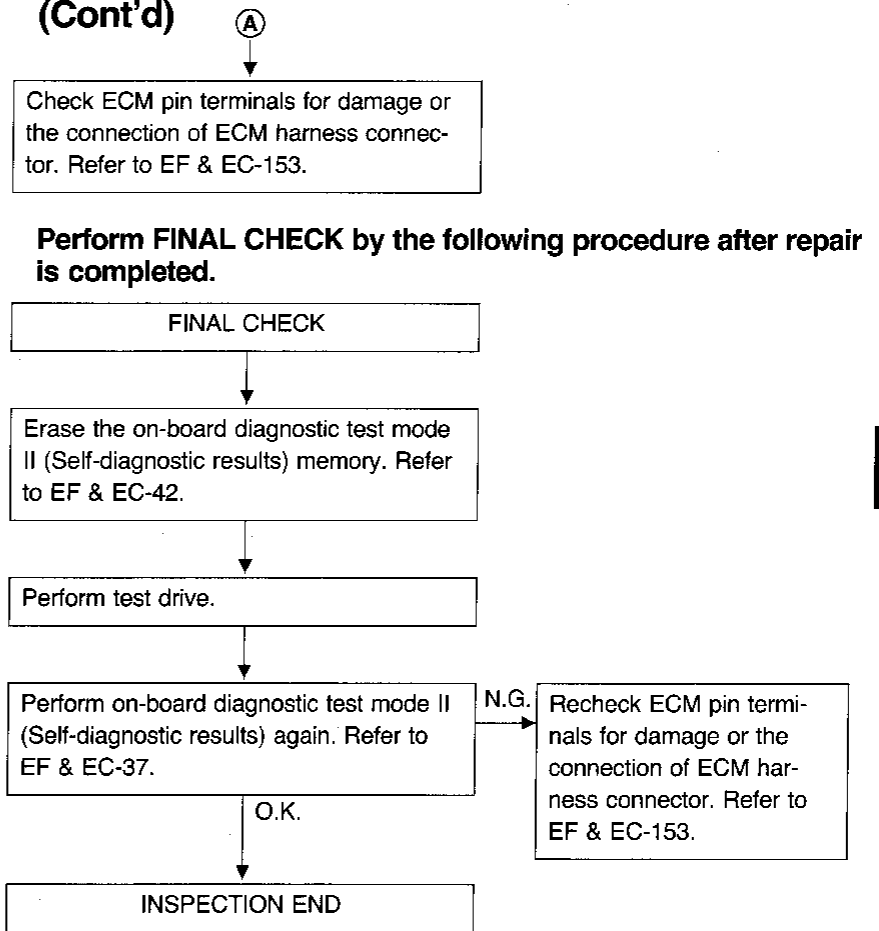 (Cont'd)
A
Check ECM pin terminals for damage or
the connection of ECM harness connec-
tor. Refer to EF & EC-153.
Perform FINAL CHECK by the following procedure after repair
is completed.
FINAL CHECK
Erase the on-board diagnostic test mode
II (Self-diagnostic results) memory. Refer
to EF & EC-42.
Perform test drive.
Perform on-board diagnostic test mode II
(Self-diagnostic results) again. Refer to
EF & EC-37.
N.G.
Recheck ECM pin termi-
nals for damage or the
connection of ECM har-
ness connector. Refer to
EF & EC-153.
O.K.
INSPECTION END